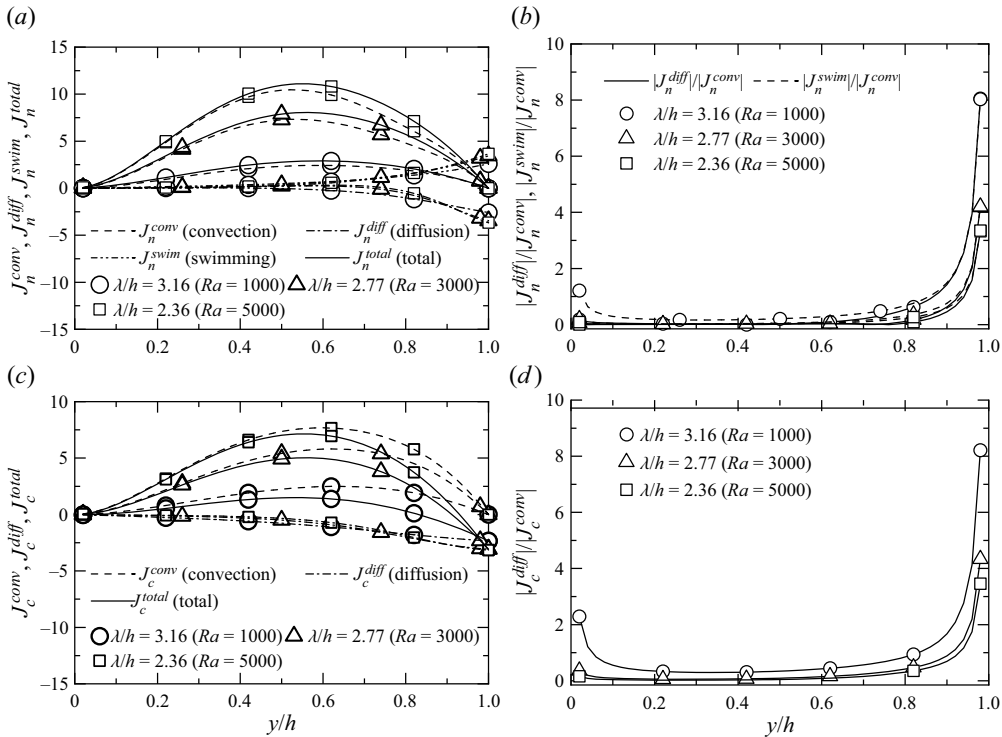 (a)
15
10
5
0
−5
−10
−15
J_n^conv, J_n^diff, J_n^swim, J_n^total
J_n^conv (convection)
J_n^diff (diffusion)
J_n^swim (swimming)
J_n^total (total)
λ/h = 3.16 (Ra = 1000)
λ/h = 2.77 (Ra = 3000)
λ/h = 2.36 (Ra = 5000)
0 0.2 0.4 0.6 0.8 1.0
(b)
10
8
6
4
2
0
|J_n^diff|/|J_n^conv|, |J_n^swim|/|J_n^conv|
|J_n^diff|/|J_n^conv|
|J_n^swim|/|J_n^conv|
λ/h = 3.16 (Ra = 1000)
λ/h = 2.77 (Ra = 3000)
λ/h = 2.36 (Ra = 5000)
0 0.2 0.4 0.6 0.8 1.0
(c)
15
10
5
0
−5
−10
15
J_c^conv, J_c^diff, J_c^total
J_c^conv (convection)
J_c^diff (diffusion)
J_c^total (total)
λ/h = 3.16 (Ra = 1000)
λ/h = 2.77 (Ra = 3000)
λ/h = 2.36 (Ra = 5000)
0 0.2 0.4 0.6 0.8 1.0
y/h
(d)
10
8
6
4
2
0
|J_c^diff|/|J_c^conv|
λ/h = 3.16 (Ra = 1000)
λ/h = 2.77 (Ra = 3000)
λ/h = 2.36 (Ra = 5000)
0 0.2 0.4 0.6 0.8 1.0
y/h